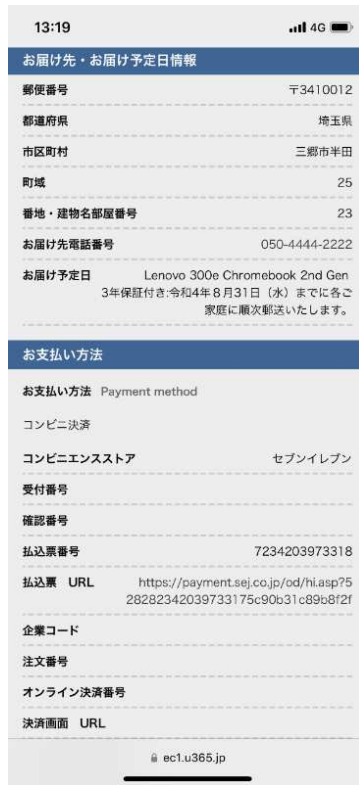 13:19
4G
お届け先・お届け予定日情報
郵便番号 〒3410012
都道府県 埼玉県
市区町村 三郷市半田
町域 25
番地・建物名部屋番号 23
お届け先電話番号 050-4444-2222
お届け予定日 Lenovo 300e Chromebook 2nd Gen
3年保証付き:令和4年8月31日（水）までに各ご
家庭に順次郵送いたします。
お支払い方法
お支払い方法 Payment method
コンビニ決済
コンビニエンスストア セブンイレブン
受付番号
確認番号
払込票番号 7234203973318
払込票 URL https://payment.sej.co.jp/od/hi.asp?5
28282342039733175c90b31c89b8f2f
企業コード
注文番号
オンライン決済番号
決済画面 URL
ec1.u365.jp